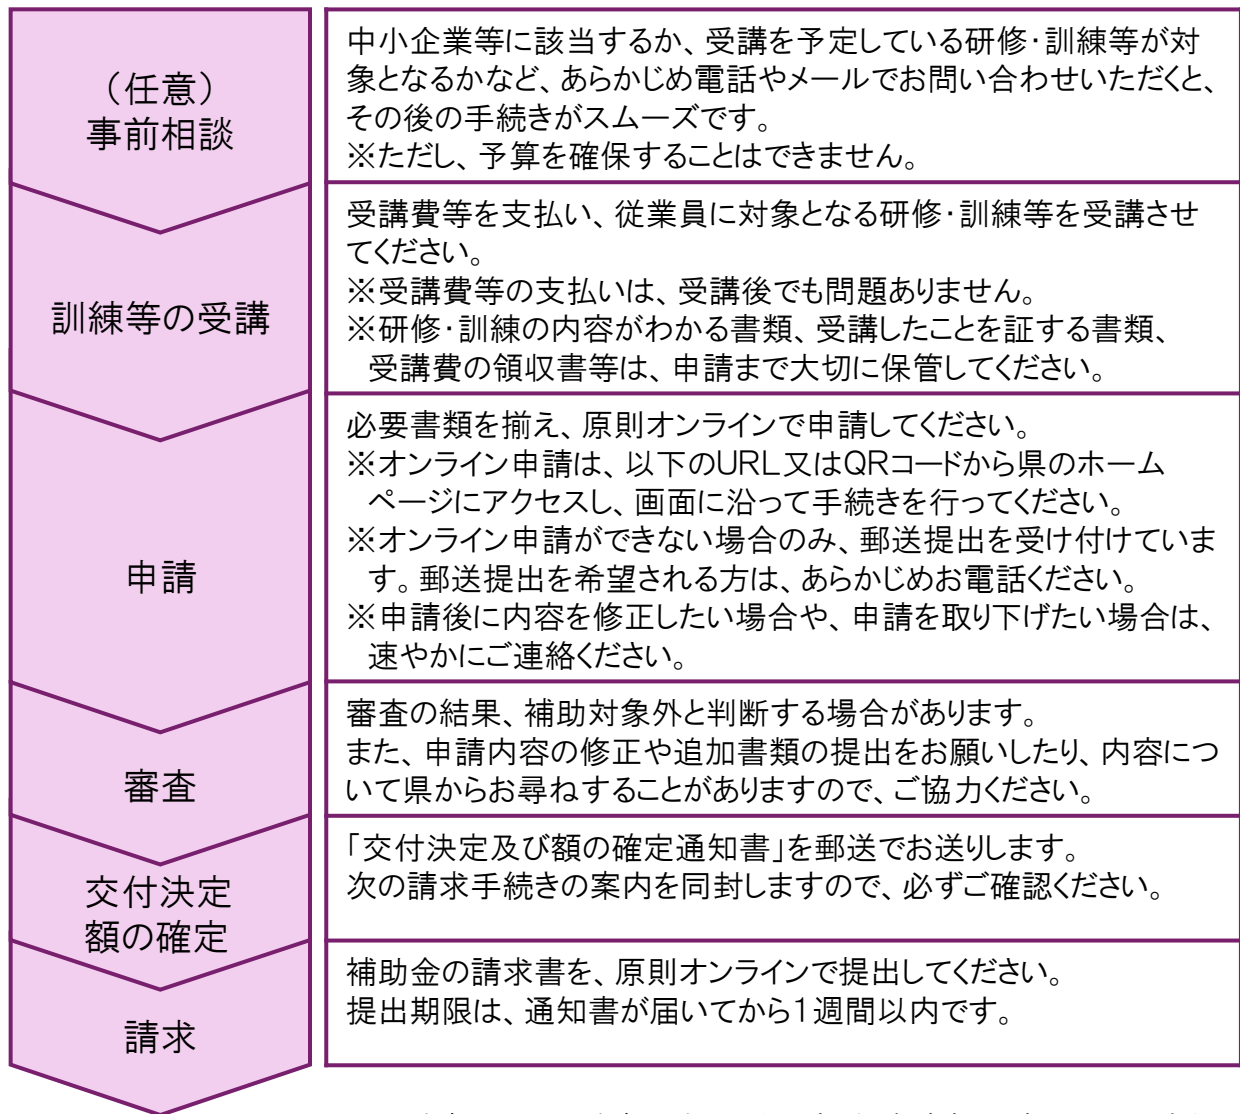 （任意）
事前相談
中小企業等に該当するか、受講を予定している研修・訓練等が対
象となるかなど、あらかじめ電話やメールでお問い合わせいただくと、
その後の手続きがスムーズです。
※ただし、予算を確保することはできません。
訓練等の受講
受講費等を支払い、従業員に対象となる研修・訓練等を受講させ
てください。
※受講費等の支払いは、受講後でも問題ありません。
※研修・訓練の内容がわかる書類、受講したことを証する書類、
受講費の領収書等は、申請まで大切に保管してください。
申請
必要書類を揃え、原則オンラインで申請してください。
※オンライン申請は、以下のURL又はQRコードから県のホーム
ページにアクセスし、画面に沿って手続きを行ってください。
※オンライン申請ができない場合のみ、郵送提出を受け付けていま
す。郵送提出を希望される方は、あらかじめお電話ください。
※申請後に内容を修正したい場合や、申請を取り下げたい場合は、
速やかにご連絡ください。
審査
審査の結果、補助対象外と判断する場合があります。
また、申請内容の修正や追加書類の提出をお願いしたり、内容につ
いて県からお尋ねすることがありますので、ご協力ください。
交付決定
額の確定
「交付決定及び額の確定通知書」を郵送でお送りします。
次の請求手続きの案内を同封しますので、必ずご確認ください。
請求
補助金の請求書を、原則オンラインで提出してください。
提出期限は、通知書が届いてから１週間以内です。